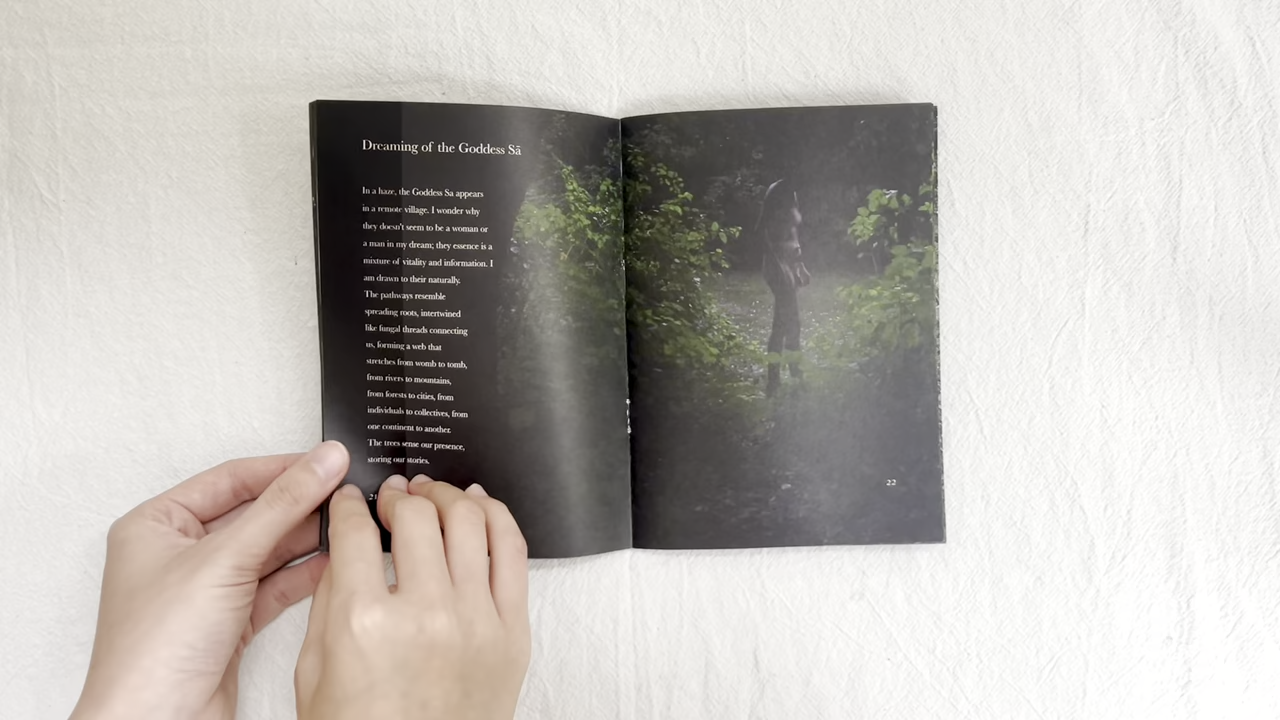 Dreaming of the Goddess Sā
In a haze, the Goddess Sa appears
in a remote village. I wonder why
they doesn't seem to be a woman or
a man in my dream; they essence is a
mixture of vitality and information. I
am drawn to their naturally.
The pathways resemble
spreading roots, intertwined
like fungal threads connecting
us, forming a web that
stretches from womb to tomb,
from rivers to mountains,
from forests to cities, from
individuals to collectives, from
one continent to another.
The trees sense our presence,
storing our stories.
21
22